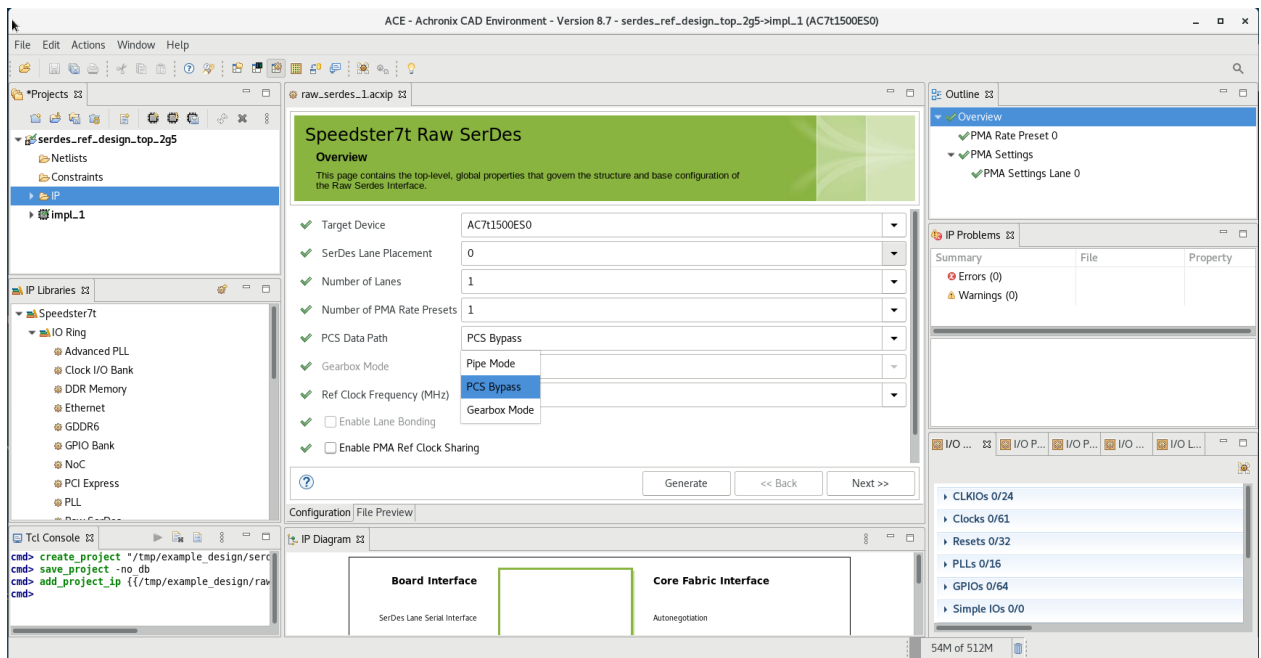 ACE - Achronix CAD Environment - Version 8.7 - serdes_ref_design_top_2g5->impl_1 (AC7t1500ES0)
File Edit Actions Window Help
*Projects
serdes_ref_design_top_2g5
Netlists
Constraints
IP
impl_1
IP Libraries
Speedster7t
IO Ring
Advanced PLL
Clock I/O Bank
DDR Memory
Ethernet
GDDR6
GPIO Bank
NoC
PCI Express
PLL
Tcl Console
cmd> create_project "/tmp/example_design/serd
cmd> save_project -no_db
cmd> add_project_ip {{/tmp/example_design/raw
cmd>
raw_serdes_1.acxip
Speedster7t Raw SerDes
Overview
This page contains the top-level, global properties that govern the structure and base configuration of
the Raw Serdes Interface.
Target Device AC7t1500ES0
SerDes Lane Placement 0
Number of Lanes 1
Number of PMA Rate Presets 1
PCS Data Path PCS Bypass
Pipe Mode
Gearbox Mode
PCS Bypass
Ref Clock Frequency (MHz)
Gearbox Mode
Enable Lane Bonding
Enable PMA Ref Clock Sharing
Generate << Back Next >>
Configuration File Preview
IP Diagram
Board Interface Core Fabric Interface
SerDes Lane Serial Interface Autonegotiation
Outline
Overview
PMA Rate Preset 0
PMA Settings
PMA Settings Lane 0
IP Problems
Summary File Property
Errors (0)
Warnings (0)
I/O ... I/O P... I/O P... I/O ... I/O L...
CLKIOs 0/24
Clocks 0/61
Resets 0/32
PLLs 0/16
GPIOs 0/64
Simple IOs 0/0
54M of 512M